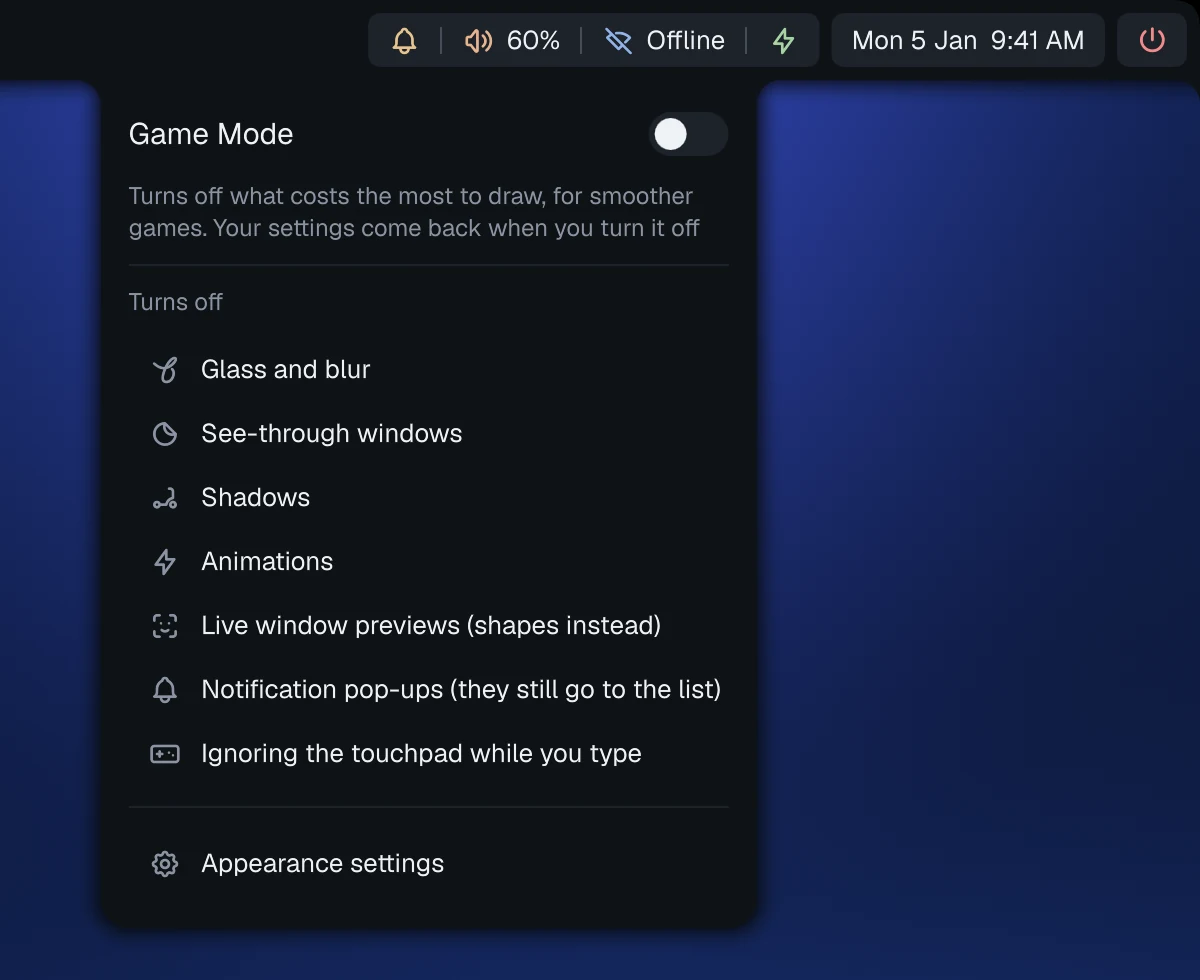 60% Offline Mon 5 Jan 9:41 AM
Game Mode
Turns off what costs the most to draw, for smoother
games. Your settings come back when you turn it off
Turns off
Glass and blur
See-through windows
Shadows
Animations
Live window previews (shapes instead)
Notification pop-ups (they still go to the list)
Ignoring the touchpad while you type
Appearance settings